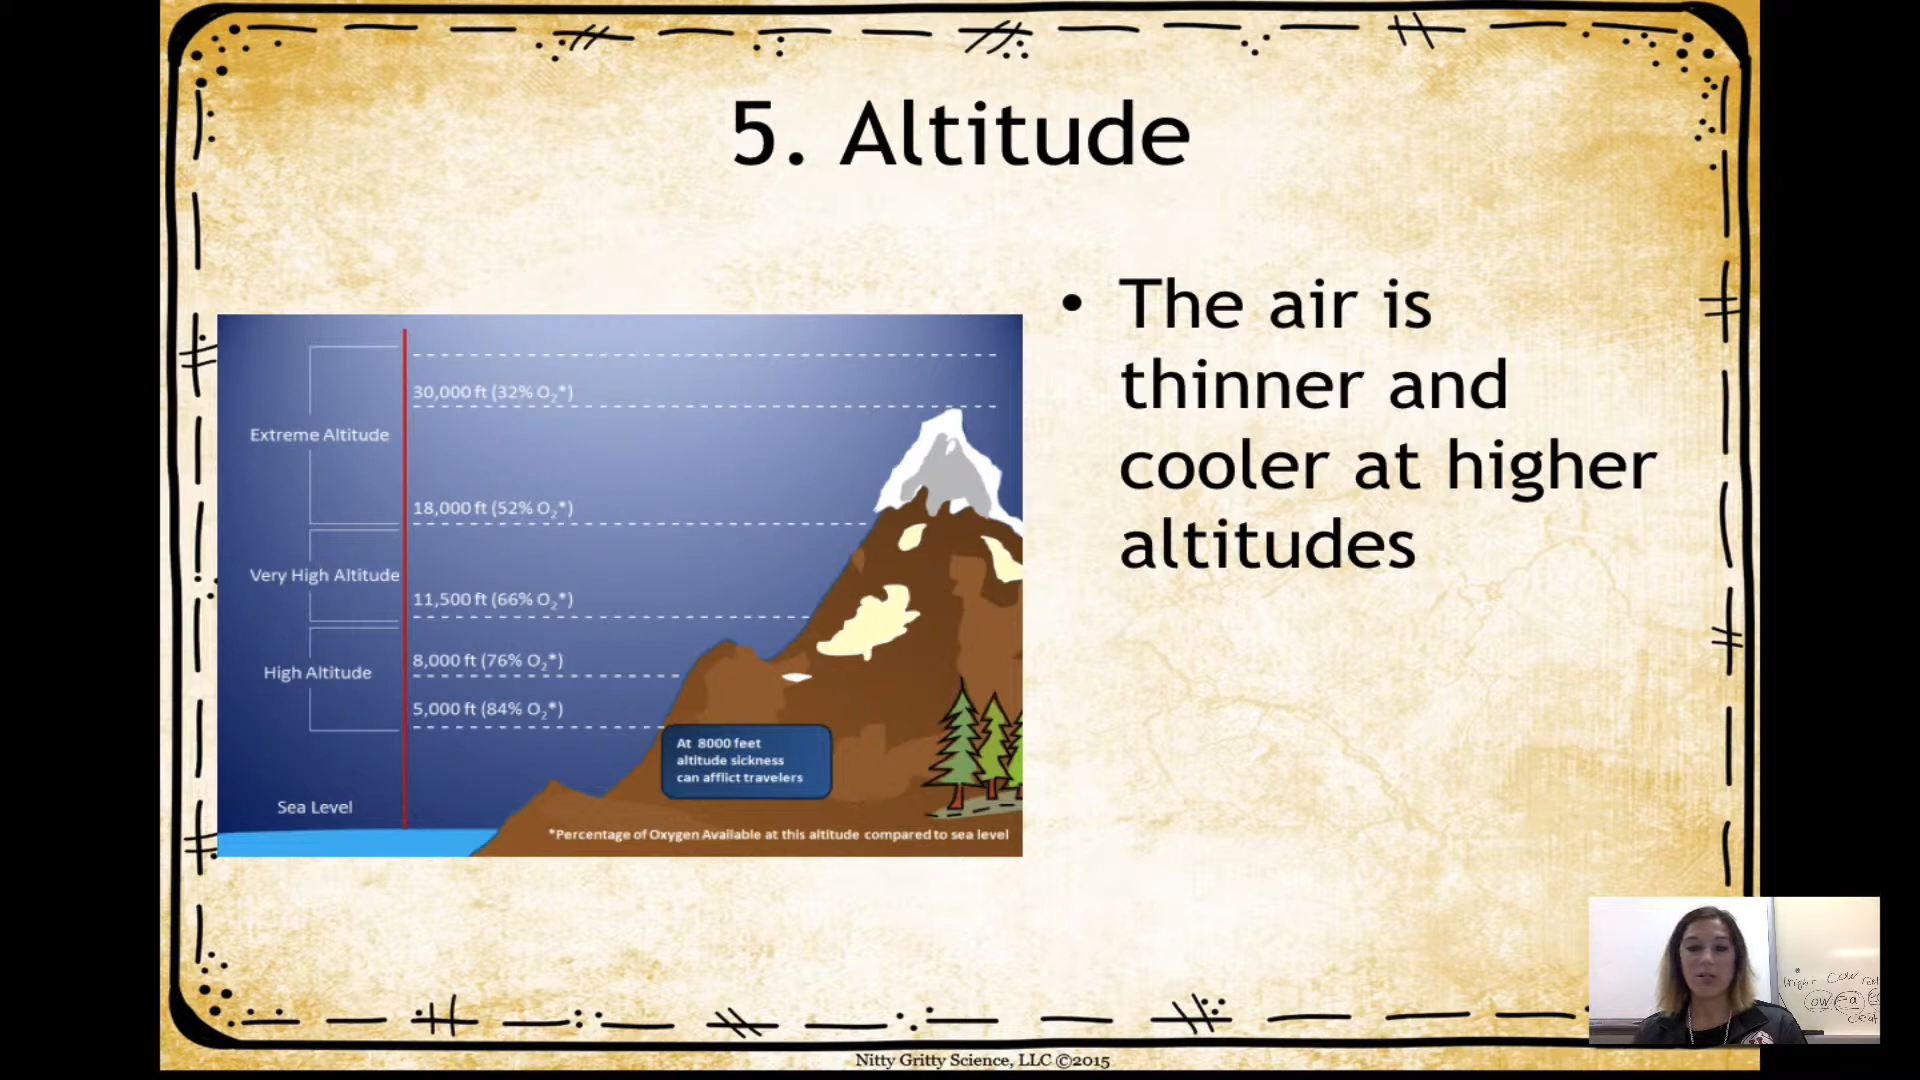 5. Altitude
• The air is
thinner and
cooler at higher
altitudes
30,000 ft (32% O₂*)
Extreme Altitude
18,000 ft (52% O₂*)
Very High Altitude
11,500 ft (66% O₂*)
High Altitude
8,000 ft (76% O₂*)
5,000 ft (84% O₂*)
At 8000 feet
altitude sickness
can afflict travelers
Sea Level
*Percentage of Oxygen Available at this altitude compared to sea level
Nitty Gritty Science, LLC ©2015